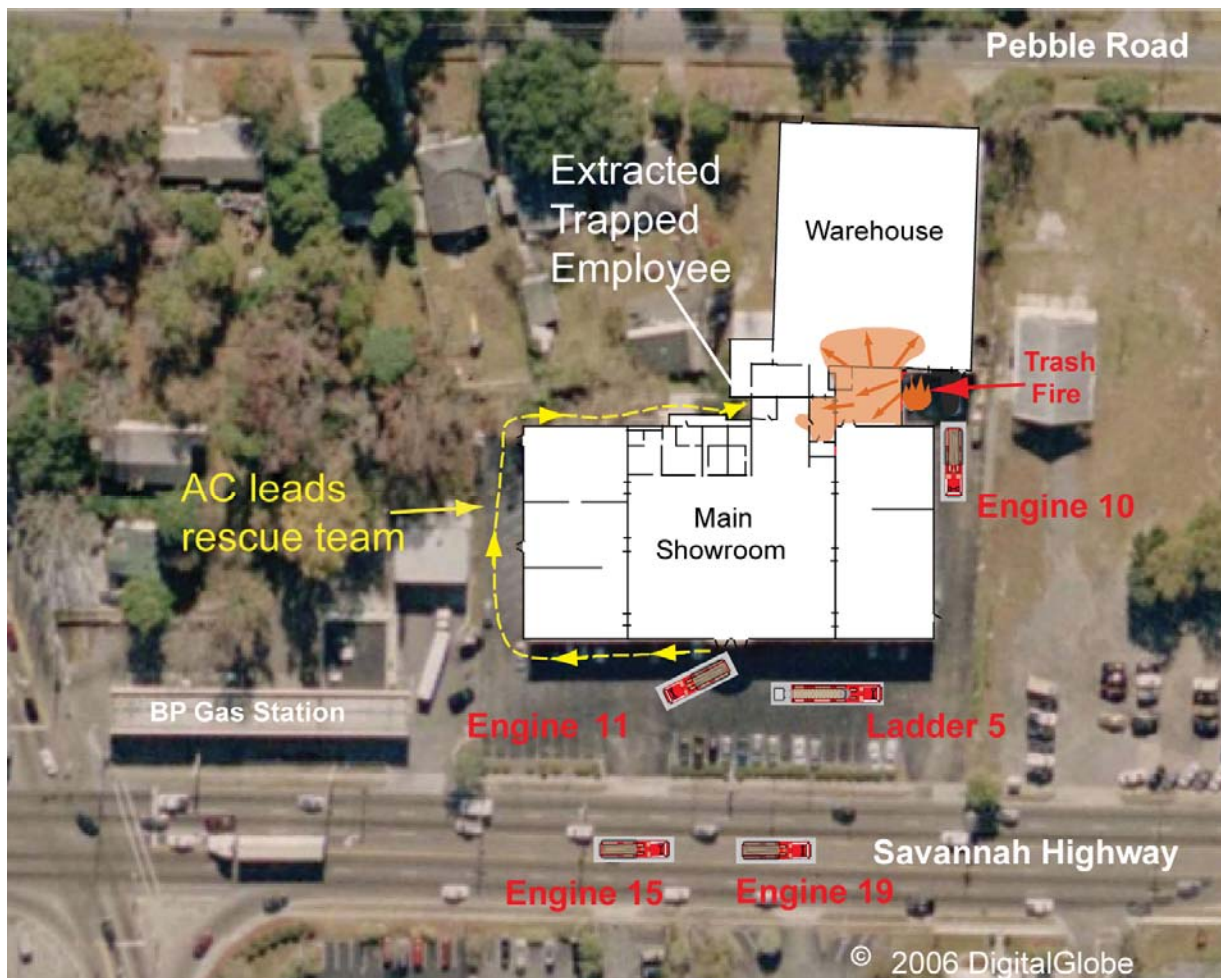 Pebble Road
Extracted
Trapped
Employee
Warehouse
Trash
Fire
AC leads
rescue team
Main
Showroom
Engine 10
BP Gas Station
Engine 11
Ladder 5
Savannah Highway
Engine 15
Engine 19
© 2006 DigitalGlobe